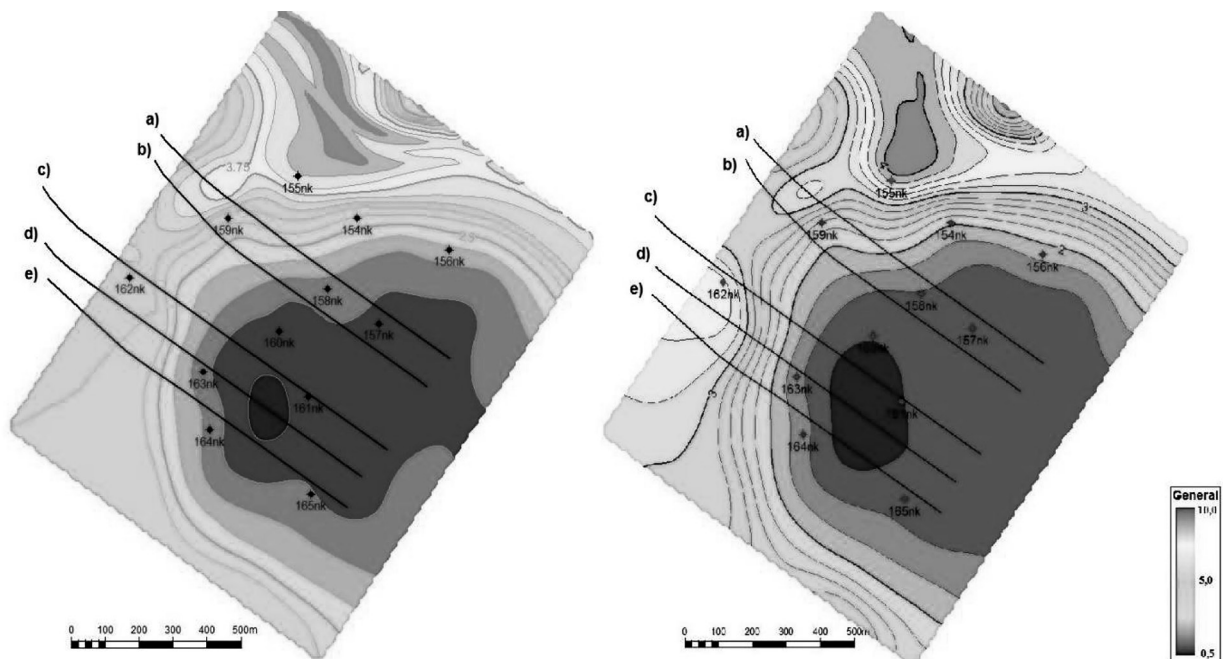 a)
b)
c)
d)
e)
3.75
155nk
159nk
154nk
2.5
156nk
162nk
158nk
157nk
160nk
163nk
161nk
164nk
165nk
0 100 200 300 400 500m
a)
b)
c)
d)
e)
155nk
159nk
154nk
3
156nk
2
162nk
158nk
157nk
163nk
3
164nk
165nk
0 100 200 300 400 500m
General
10,0
5,0
0,5